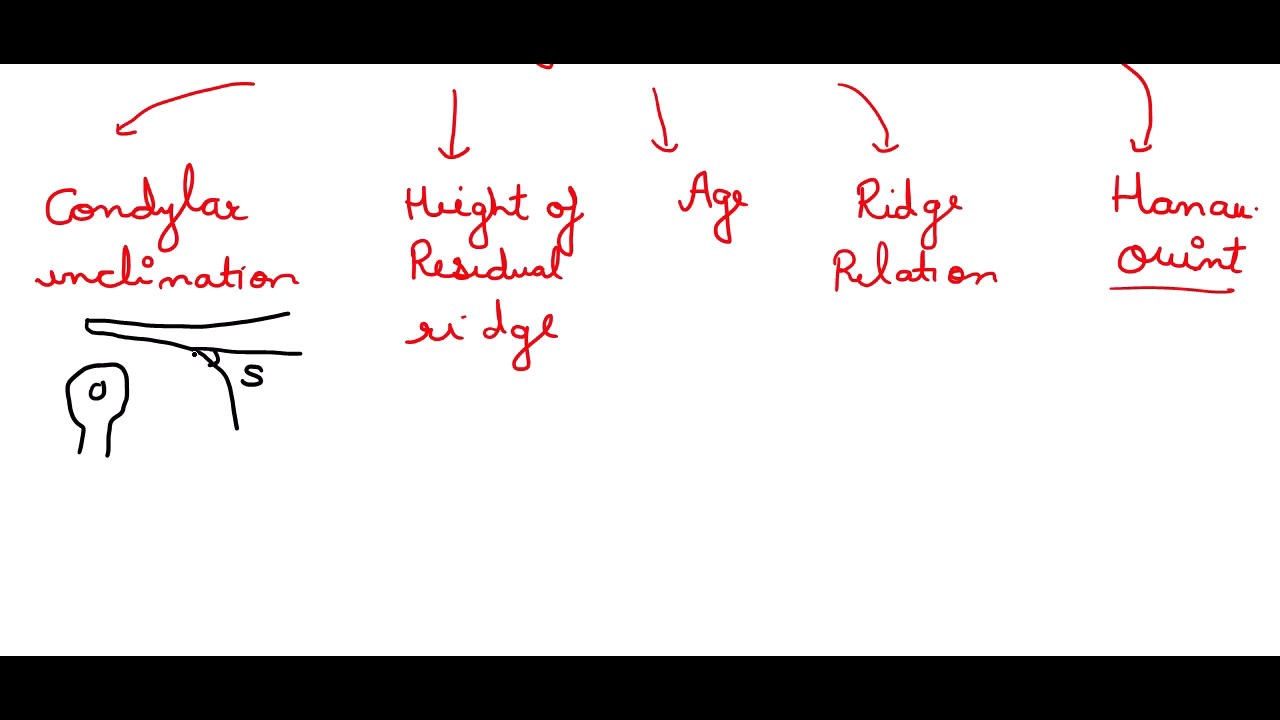 Condylar
inclination
Height of
Residual
ridge
Age
Ridge
Relation
Hanau
Quint
S